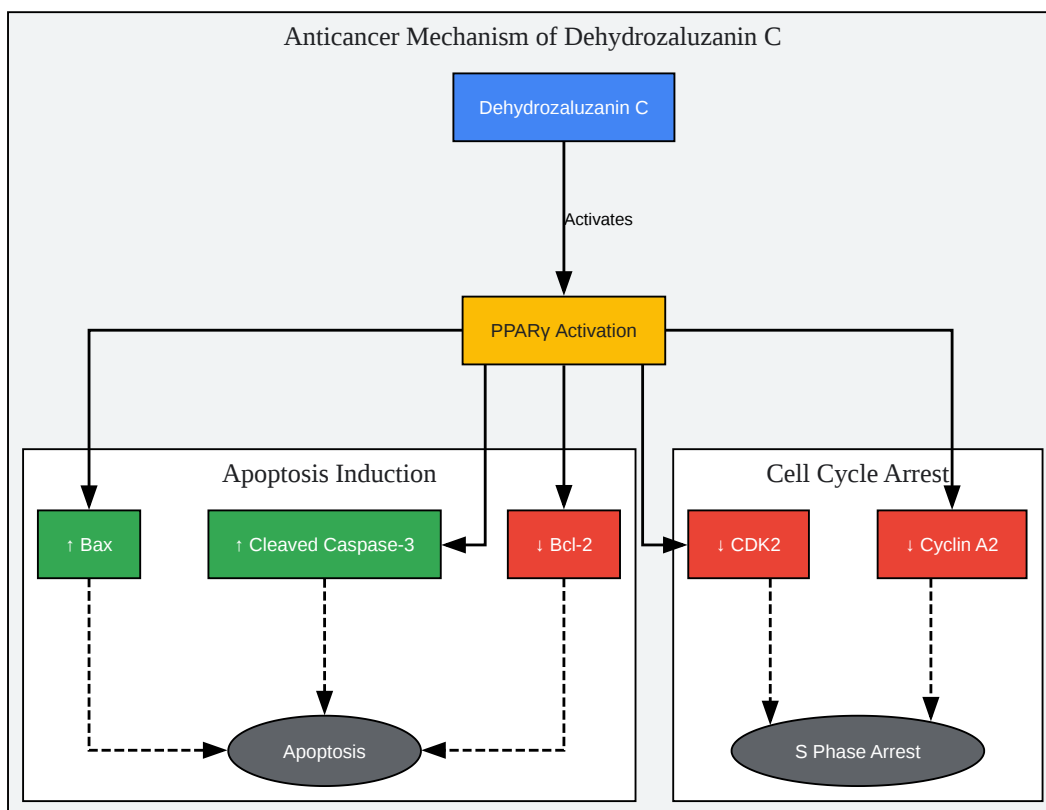 Anticancer Mechanism of Dehydrozaluzanin C
Dehydrozaluzanin C
Activates
PPARγ Activation
Apoptosis Induction
Cell Cycle Arrest
↑ Bax
↑ Cleaved Caspase-3
↓ Bcl-2
↓ CDK2
↓ Cyclin A2
Apoptosis
S Phase Arrest